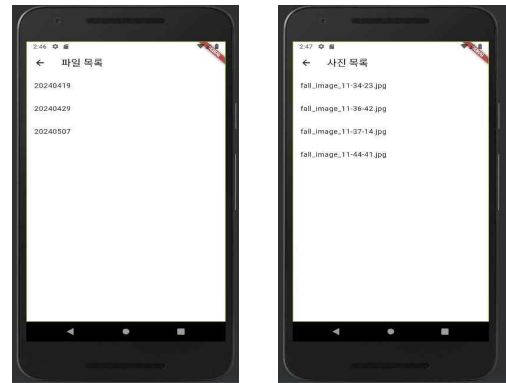 2:46
파일 목록
20240419
20240429
20240507
2:47
사진 목록
fall_image_11-34-23.jpg
fall_image_11-36-42.jpg
fall_image_11-37-14.jpg
fall_image_11-44-41.jpg